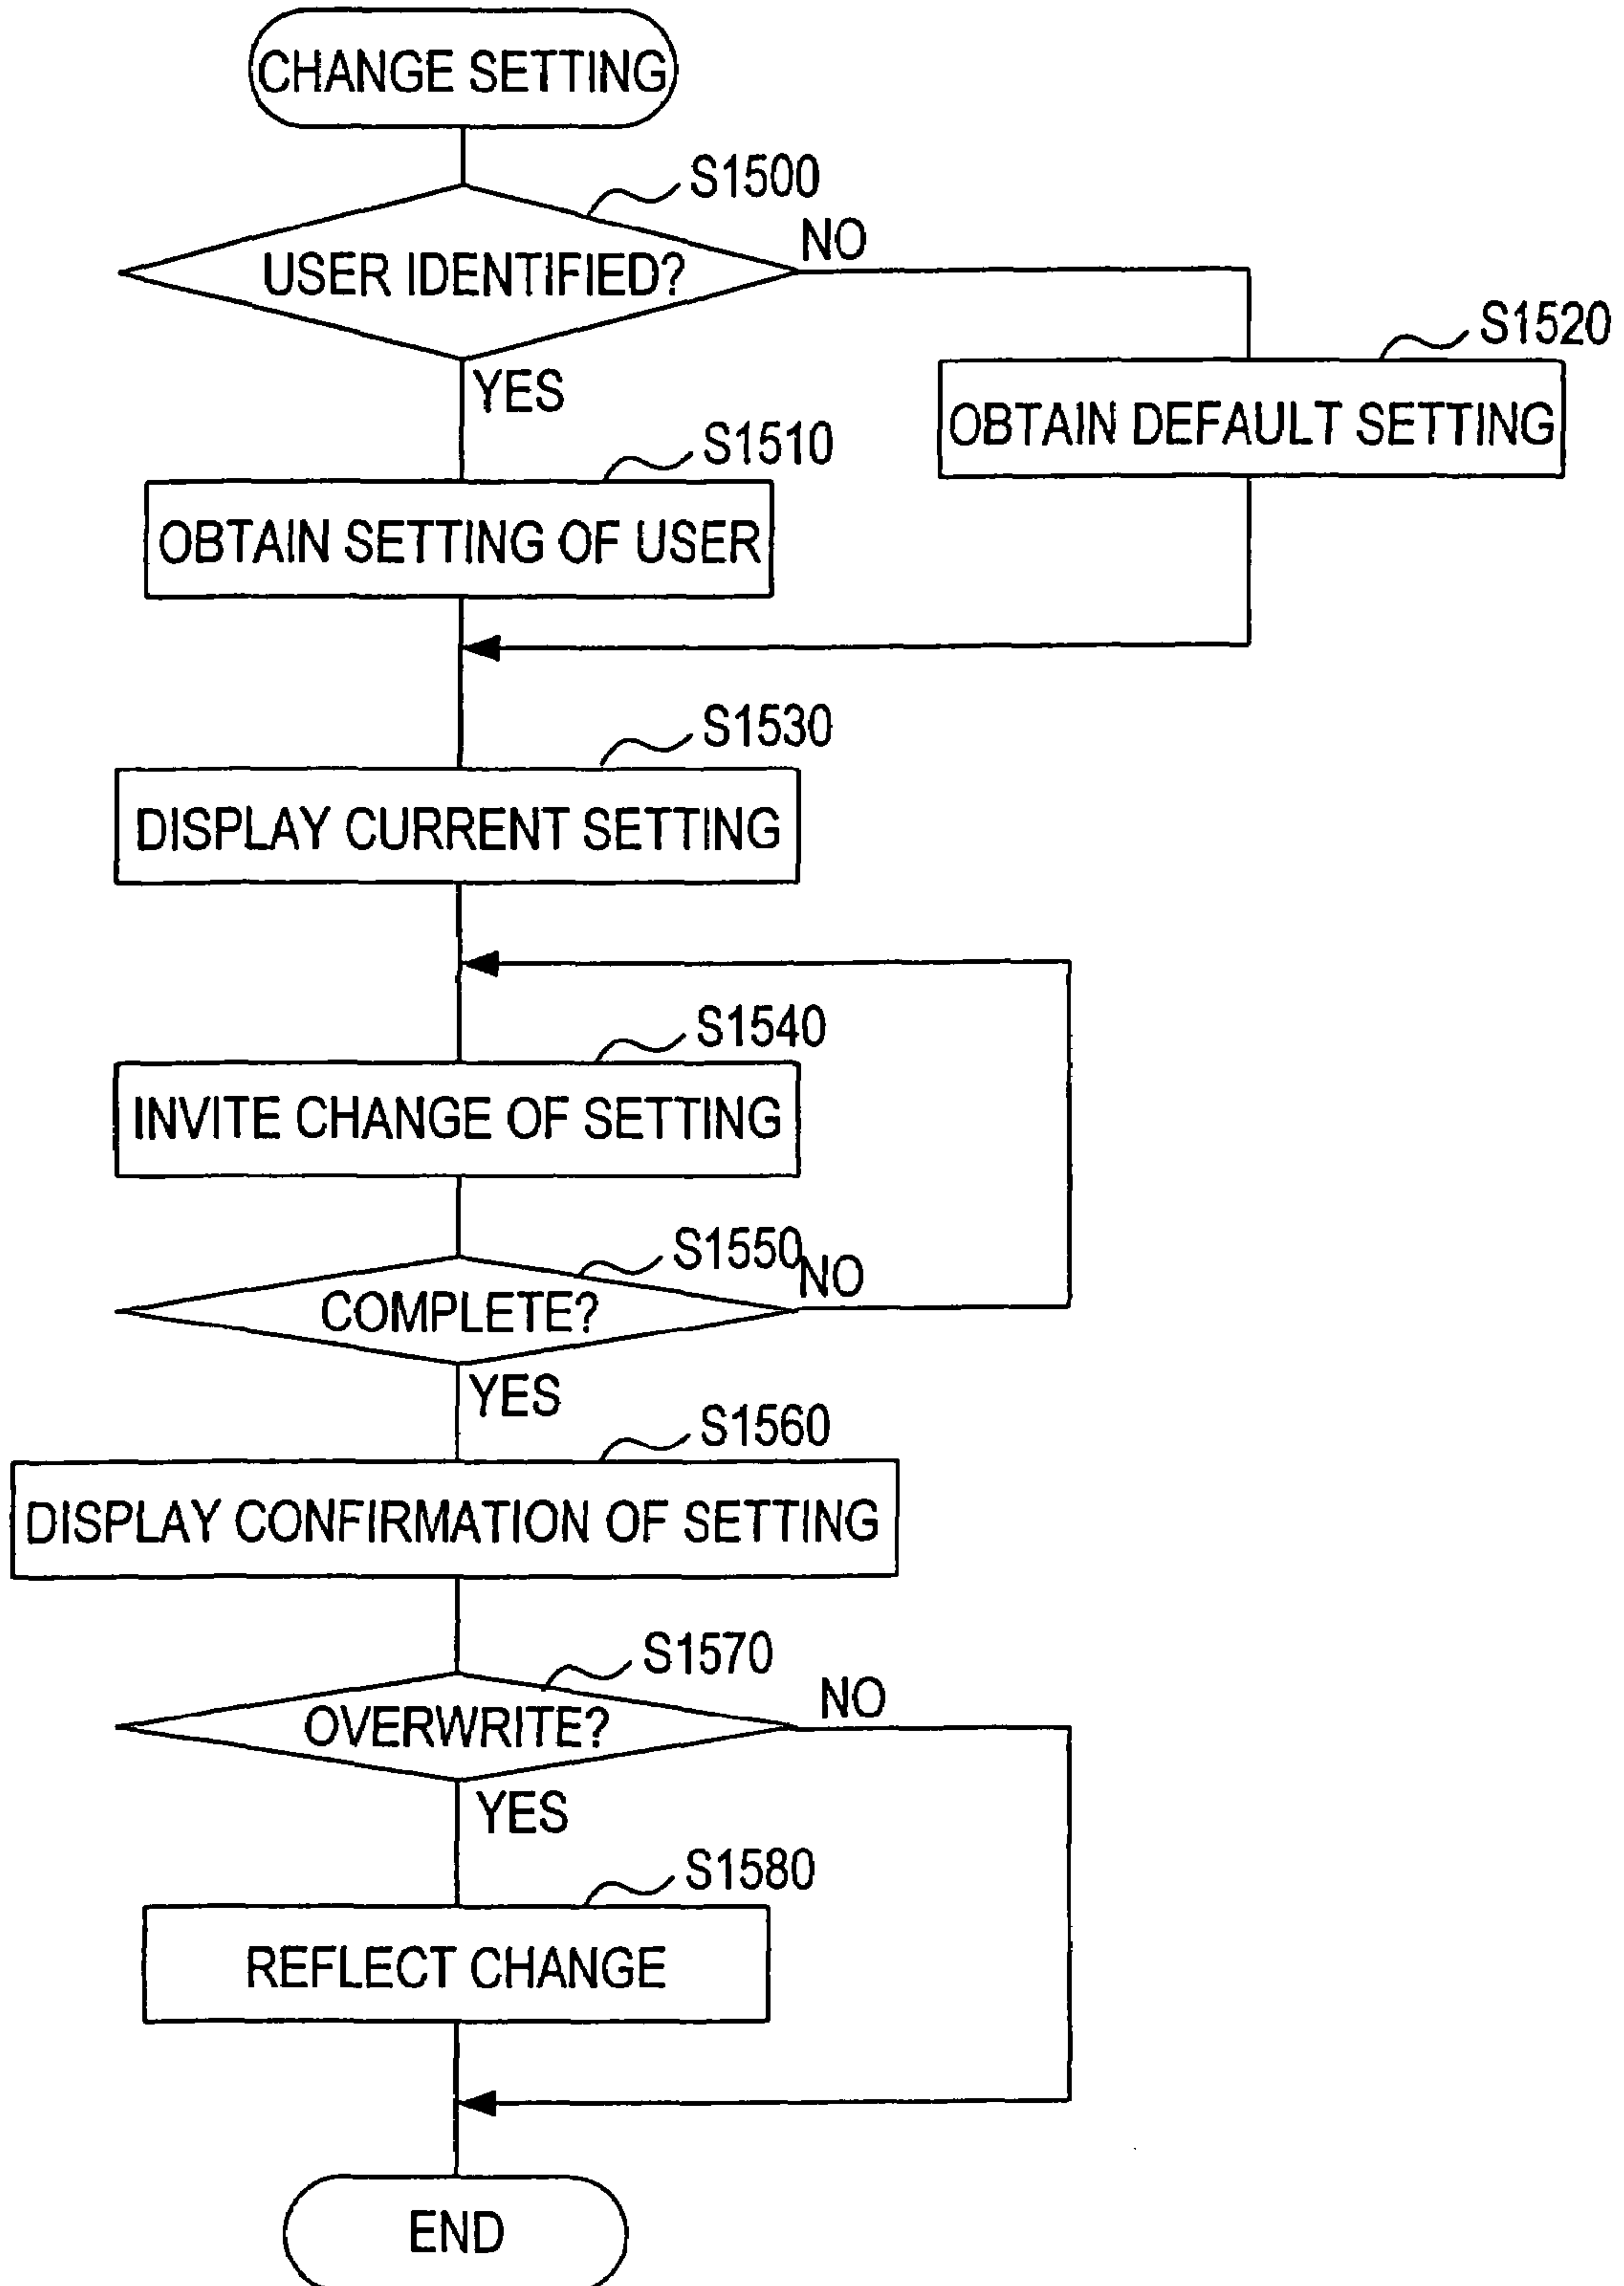 CHANGE SETTING
S1500
USER IDENTIFIED?
NO
S1520
OBTAIN DEFAULT SETTING
YES
S1510
OBTAIN SETTING OF USER
S1530
DISPLAY CURRENT SETTING
S1540
INVITE CHANGE OF SETTING
S1550
NO
COMPLETE?
YES
S1560
DISPLAY CONFIRMATION OF SETTING
S1570
NO
OVERWRITE?
YES
S1580
REFLECT CHANGE
END